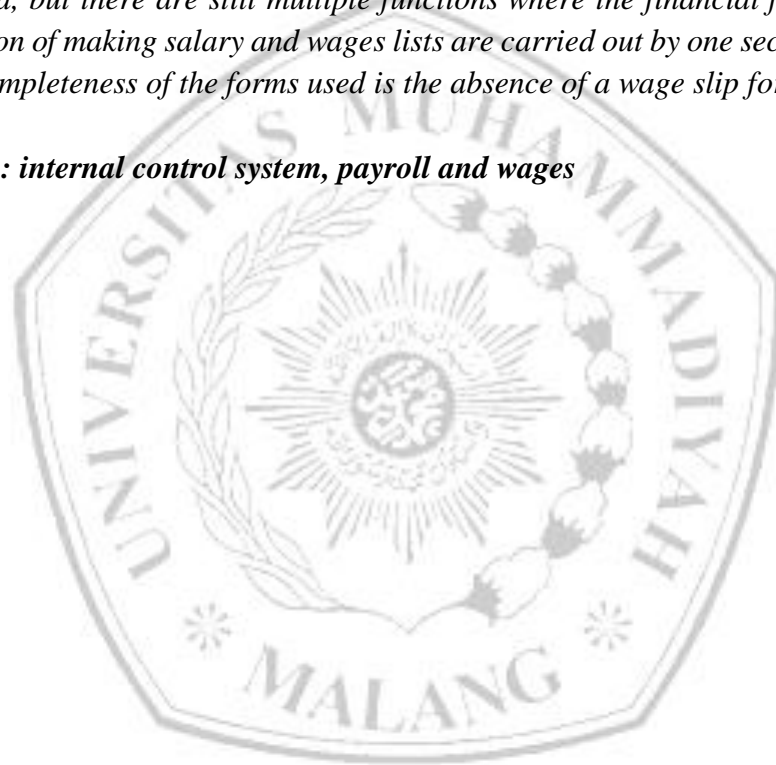 but there are still multiple functions where the financial
on of making salary and wages lists are carried out by one
mpleteness of the forms used is the absence of a wage slip
: internal control system, payroll and wages
UNIVERSITAS MUHAMMADIYAH
MALANG